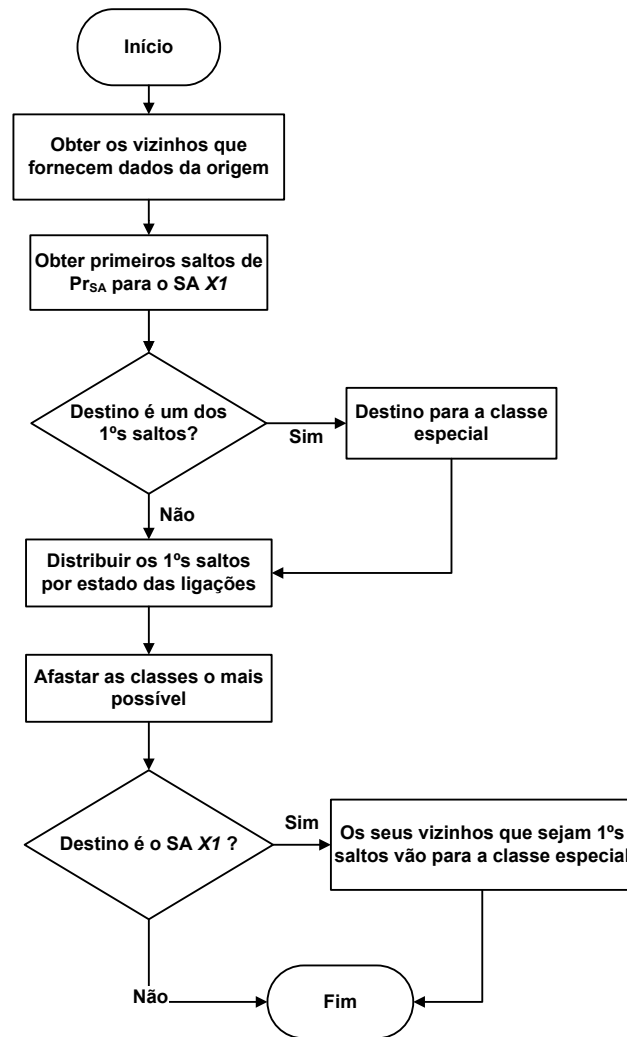 Início
Obter os vizinhos que
fornecem dados da origem
Obter primeiros saltos de
PrSA para o SA X1
Destino é um dos
1ºs saltos?
Sim
Destino para a classe
especial
Não
Distribuir os 1ºs saltos
por estado das ligações
Afastar as classes o mais
possível
Destino é o SA X1 ?
Sim
Os seus vizinhos que sejam 1ºs
saltos vão para a classe especial
Não
Fim